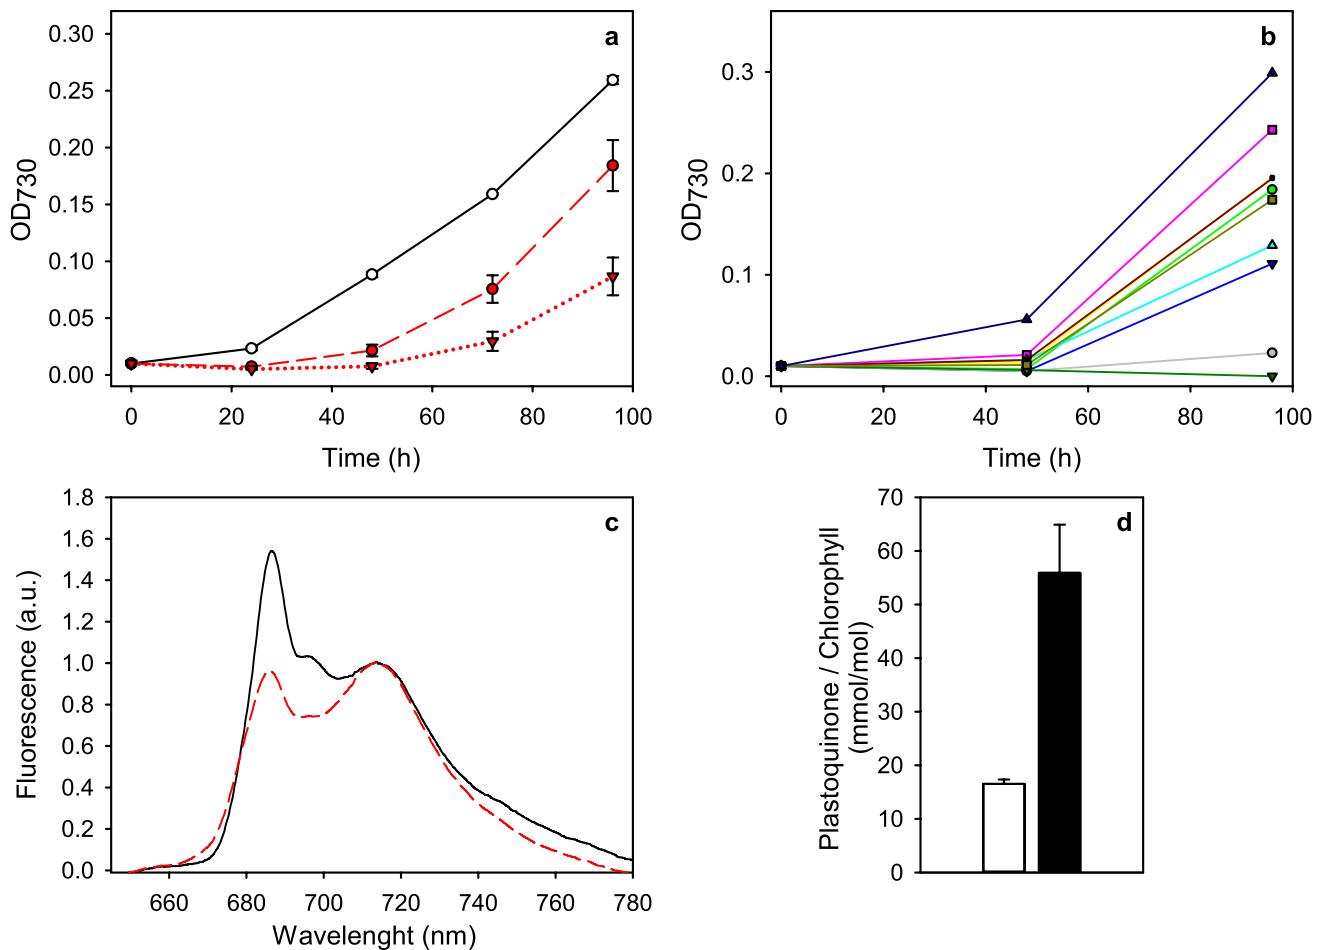 a
0.30
0.25
0.20
0.15
0.10
0.05
0.00
OD730
0 20 40 60 80 100
Time (h)
b
0.3
0.2
0.1
0.0
OD730
0 20 40 60 80 100
Time (h)
c
1.8
1.6
1.4
1.2
1.0
0.8
0.6
0.4
0.2
0.0
Fluorescence (a.u.)
660 680 700 720 740 760 780
Wavelenght (nm)
d
70
60
50
40
30
20
10
0
Plastoquinone / Chlorophyll
(mmol/mol)